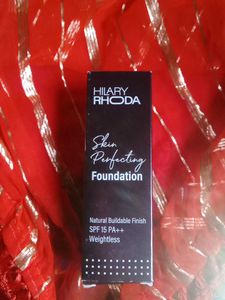 HILARY
RHODA
Skin
Perfecting
Foundation
Natural Buildable Finish
SPF 15 PA++
Weightless